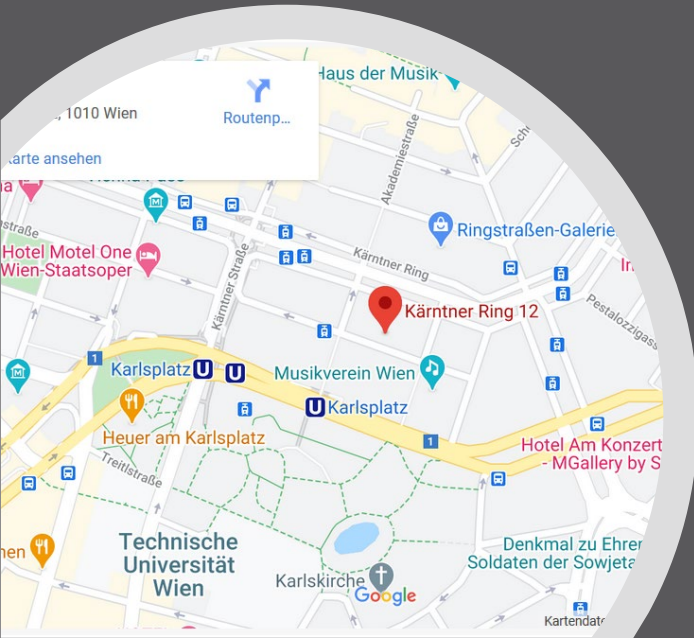 Haus der Musik
, 1010 Wien
Routenp...
Karte ansehen
Akademiestraße
Ringstraßen-Galerie
Hotel Motel One
Wien-Staatsoper
Kärntner Straße
Kärntner Ring
Kärntner Ring 12
Pestalozzigass
1
Karlsplatz U U
Musikverein Wien
U Karlsplatz
Heuer am Karlsplatz
1
Hotel Am Konzert
- MGallery by S
Treitlstraße
Technische
Universität
Wien
Denkmal zu Ehren
Soldaten der Sowjeta
Karlskirche
Google
Kartendate